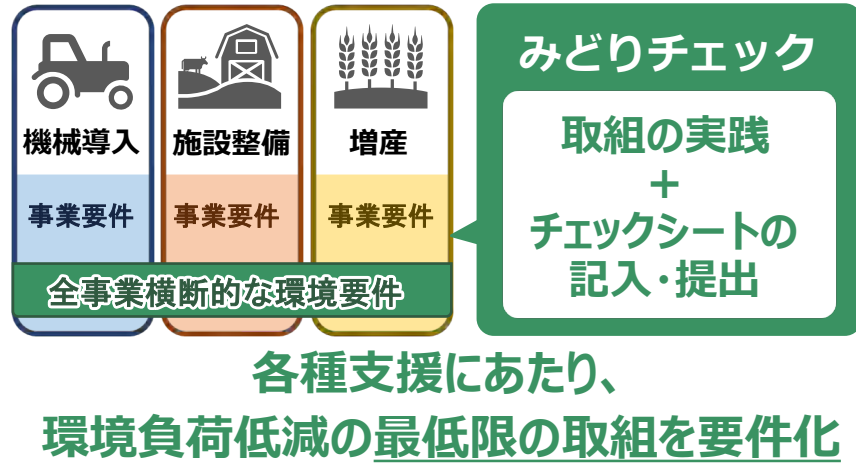 機械導入
施設整備
増産
事業要件
事業要件
事業要件
全事業横断的な環境要件
みどりチェック
取組の実践
+
チェックシートの
記入・提出
各種支援にあたり、
環境負荷低減の最低限の取組を要件化